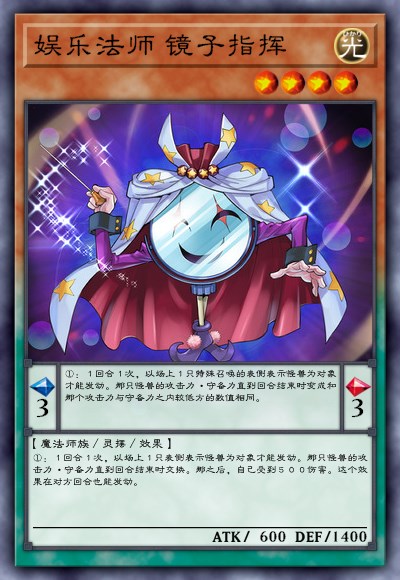 娱乐法师 镜子指挥
光
①：1回合1次，以场上1只特殊召唤的表侧表示怪兽为对象
才能发动。那只怪兽的攻击力・守备力直到回合结束时变成和
那个攻击力与守备力之内较低方的数值相同。
3
3
【魔法师族／灵摆／效果】
①：1回合1次，以场上1只表侧表示怪兽为对象才能发动。那只怪兽的攻
击力・守备力直到回合结束时交换。那之后，自己受到500伤害。这个效
果在对方回合也能发动。
ATK/ 600 DEF/1400